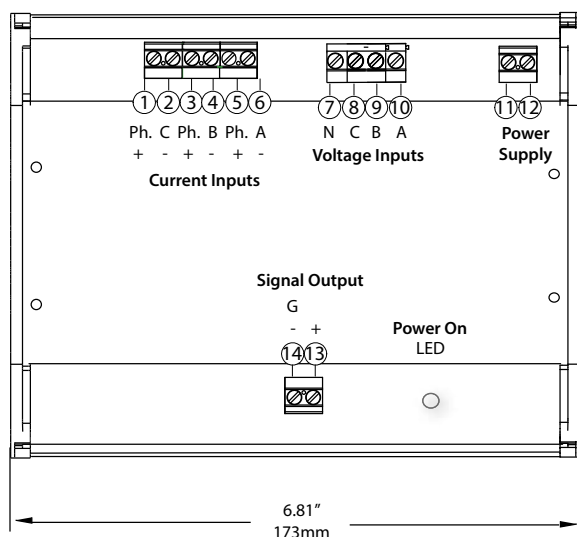 1 2 3 4 5 6 7 8 9 10 11 12
Ph. C Ph. B Ph. A N C B A Power
+ - + - + - Voltage Inputs Supply
Current Inputs
Signal Output
G
- + Power On
14 13 LED
6.81”
173mm